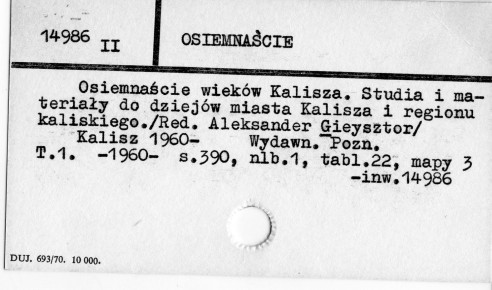 14986 II
OSIEMNAŚCIE
Osiemnaście wieków Kalisza. Studia i ma-
teriały do dziejów miasta Kalisza i regionu
kaliskiego./Red. Aleksander Gieysztor/
Kalisz 1960- Wydawn. Pozn.
T.1. -1960- s.390, nlb.1, tabl.22, mapy 3
-inw.14986
DUJ. 693/70. 10 000.